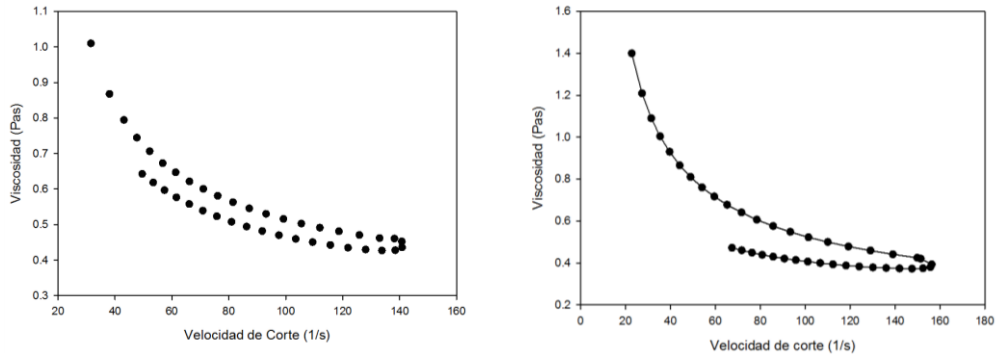 1.1
1.0
0.9
0.8
0.7
0.6
0.5
0.4
0.3
Viscosidad (Pas)
20 40 60 80 100 120 140 160
Velocidad de Corte (1/s)
1.6
1.4
1.2
1.0
0.8
0.6
0.4
0.2
Viscosidad (Pas)
0 20 40 60 80 100 120 140 160 180
Velocidad de corte (1/s)